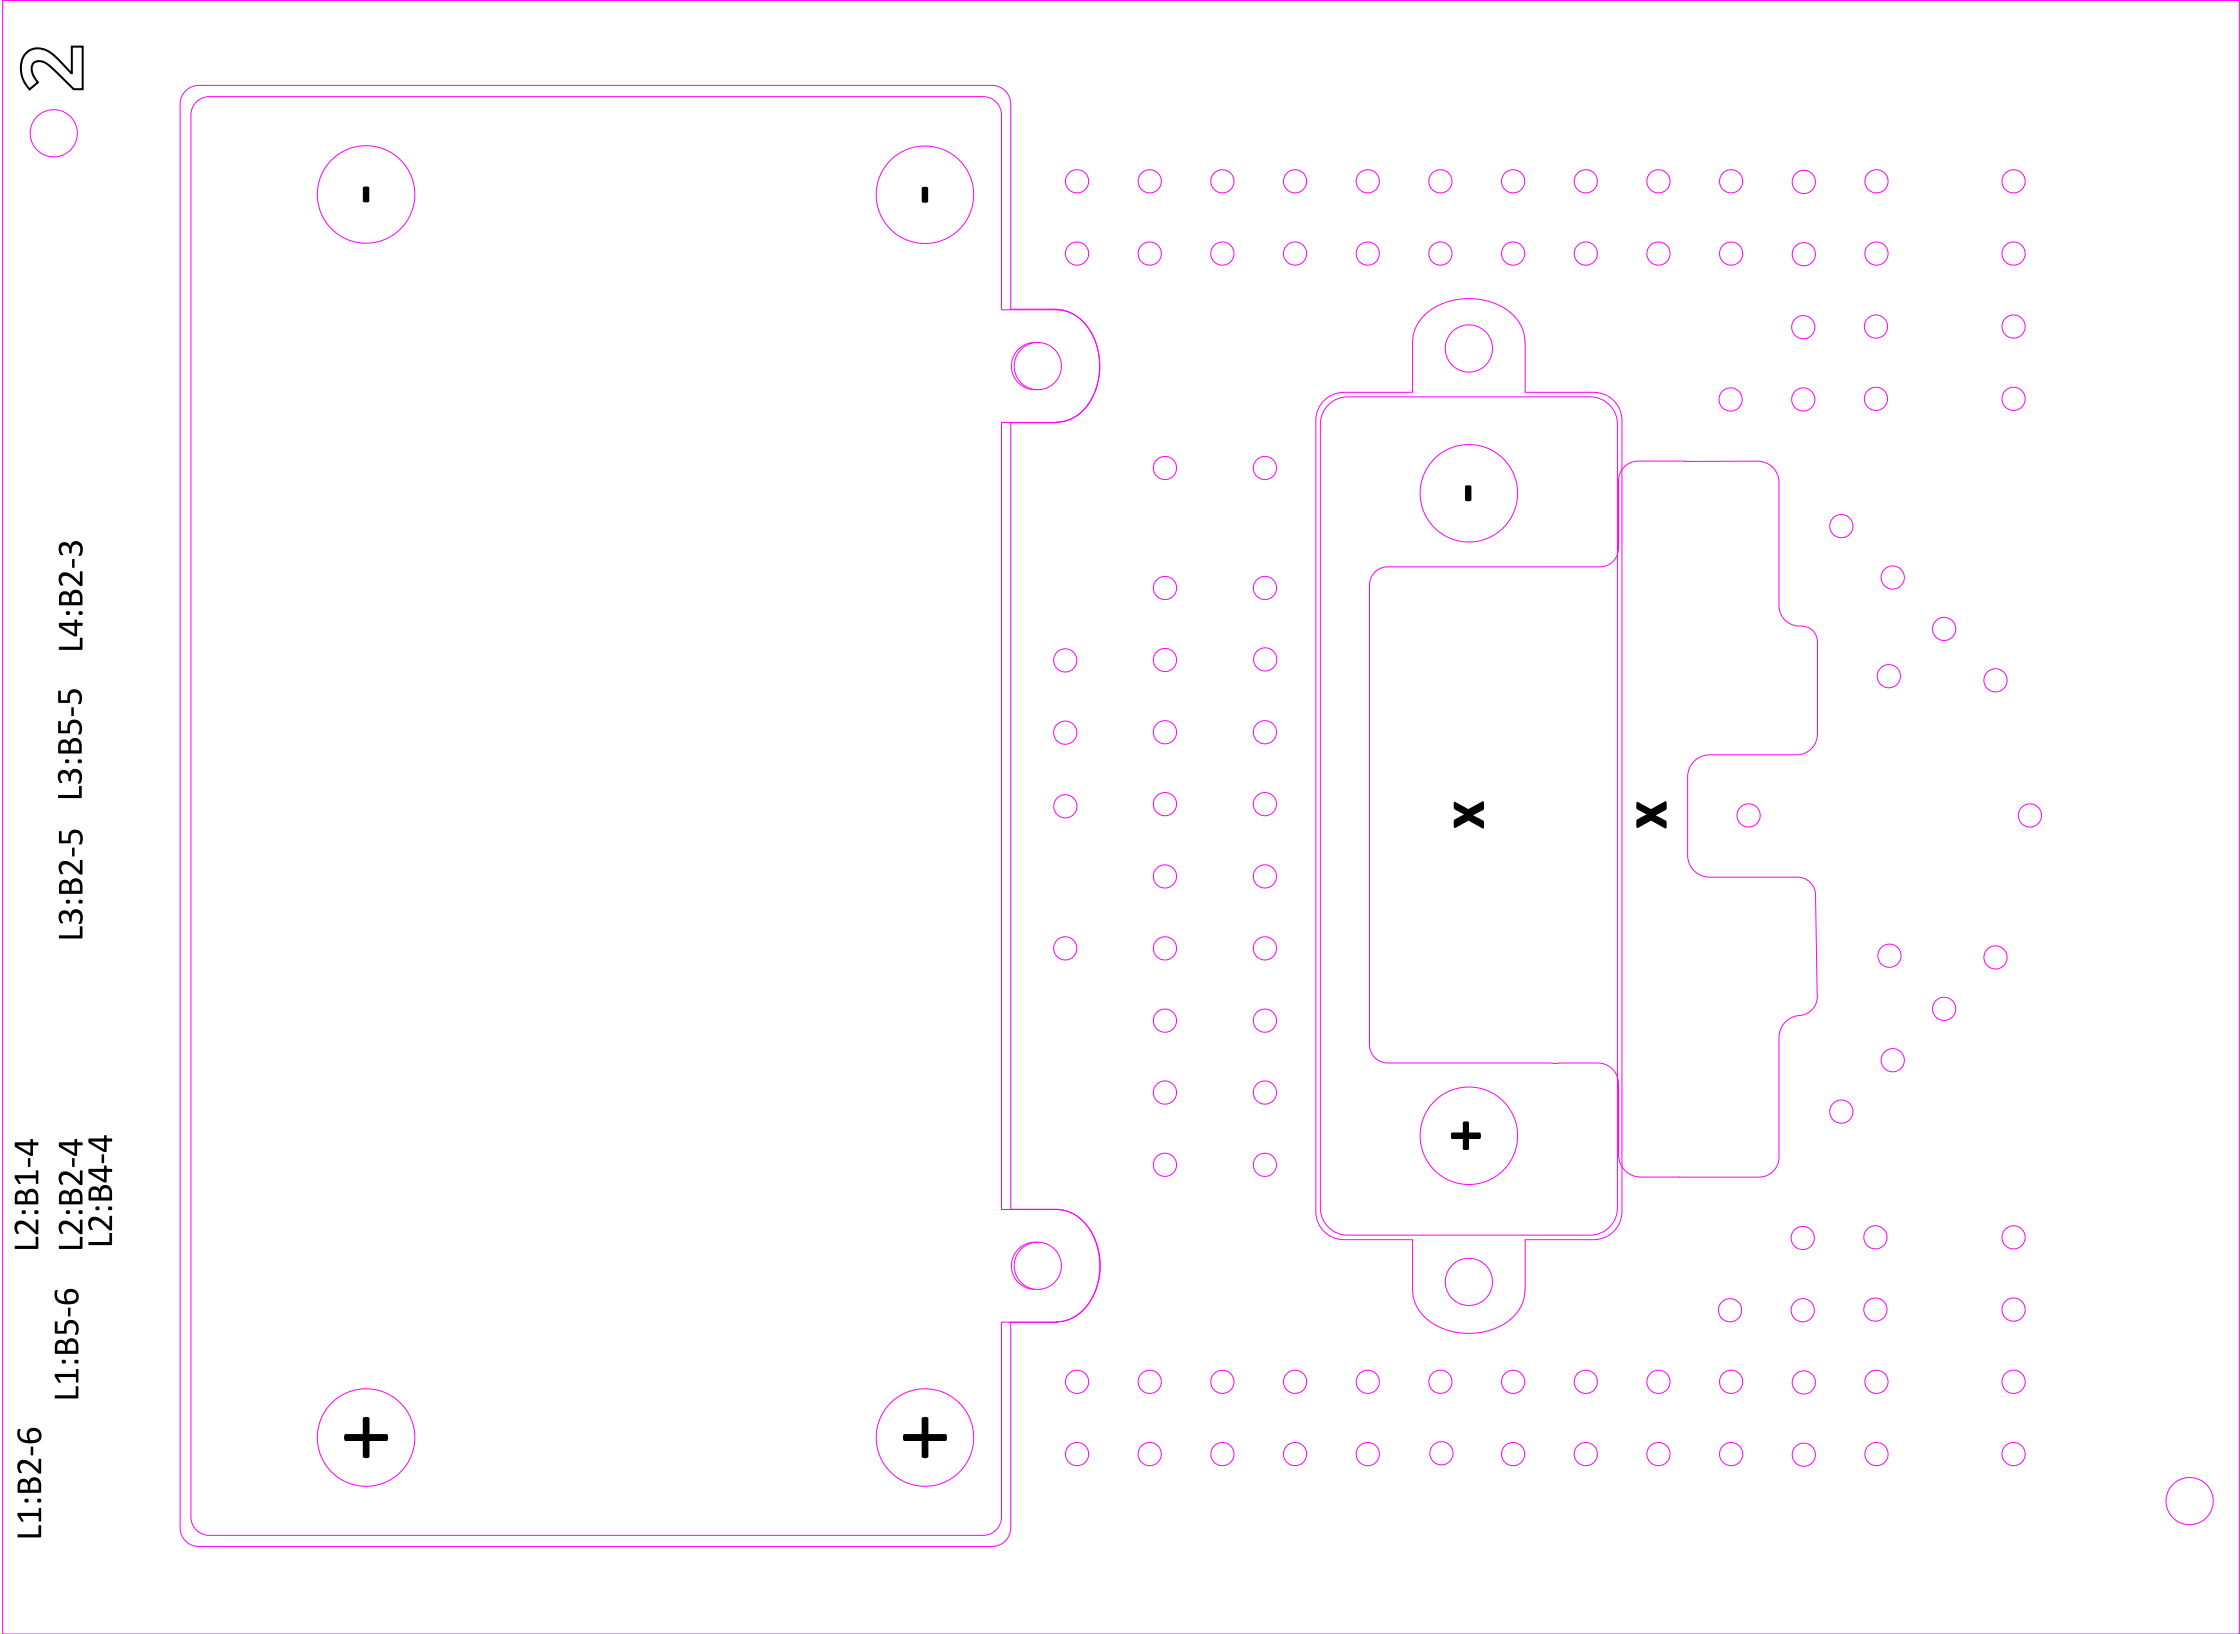 2
L4:B2-3
L3:B5-5
L3:B2-5
L2:B1-4
L2:B2-4
L2:B4-4
L1:B5-6
L1:B2-6
- -
-
x x
+
+ +